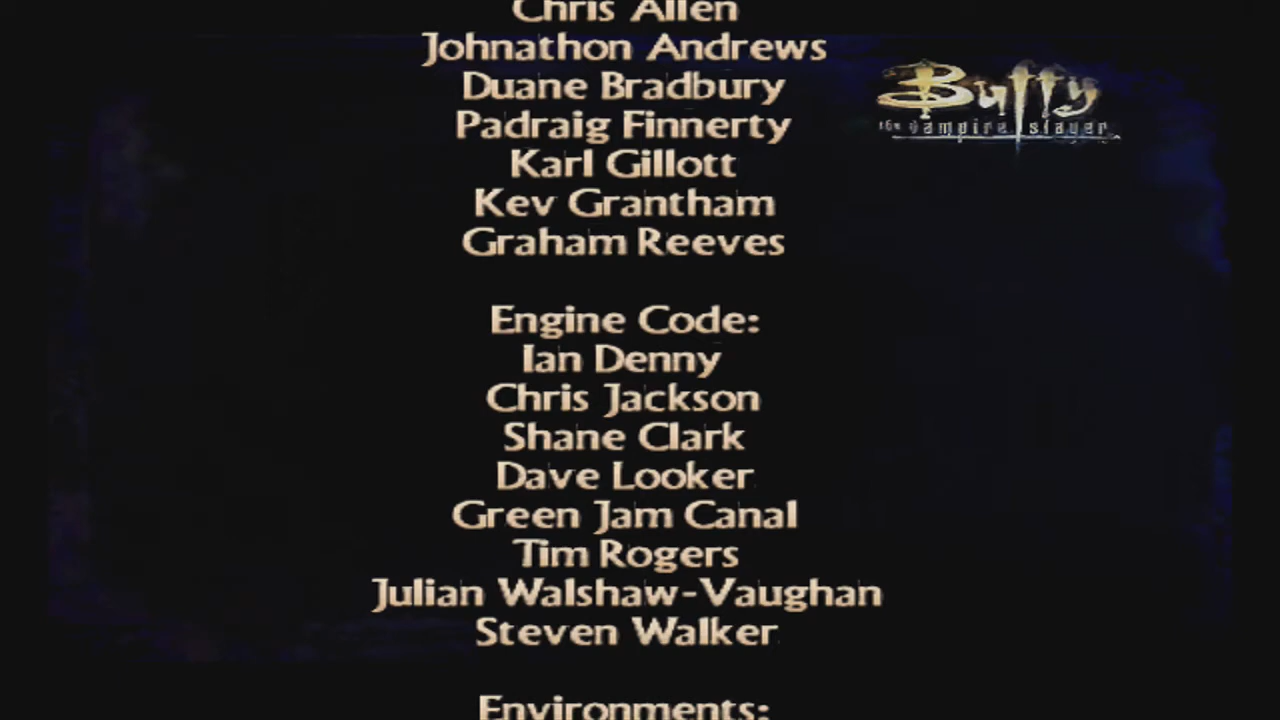 Chris Allen
Johnathon Andrews
Duane Bradbury
Padraig Finnerty
Karl Gillott
Kev Grantham
Graham Reeves
Buffy
the vampire slayer
Engine Code:
Ian Denny
Chris Jackson
Shane Clark
Dave Looker
Green Jam Canal
Tim Rogers
Julian Walshaw-Vaughan
Steven Walker
Environments: